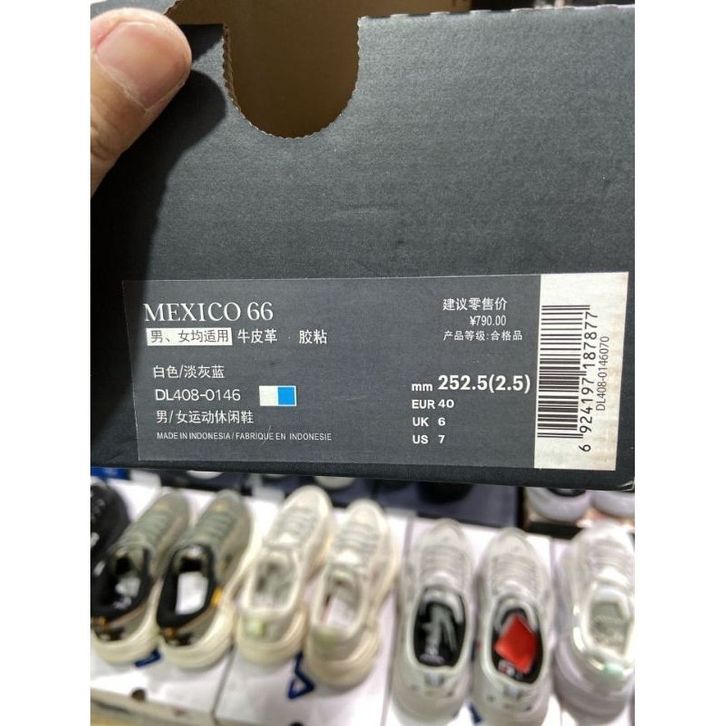 MEXICO 66
男、女均适用 牛皮革 胶粘
白色/淡灰蓝
DL408-0146
男/女运动休闲鞋
MADE IN INDONESIA / FABRIQUE EN INDONESIE
建议零售价
¥790.00
产品等级:合格品
mm 252.5(2.5)
EUR 40
UK 6
US 7
6 924197 187877
DL408-0146070